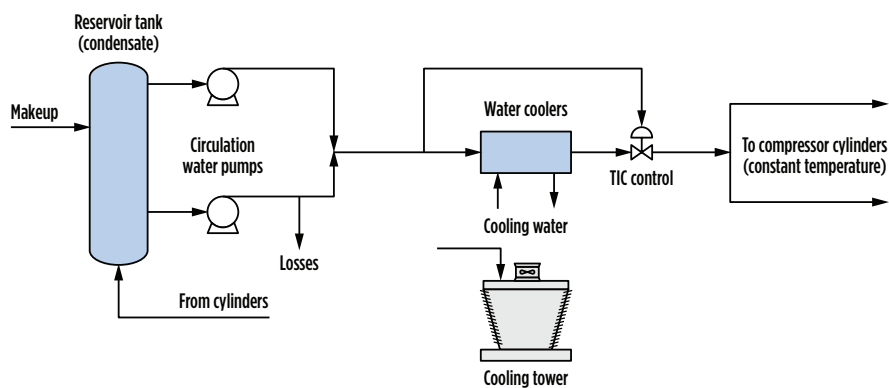 Reservoir tank
(condensate)
Makeup
Circulation
water pumps
Losses
From cylinders
Water coolers
Cooling water
TIC control
To compressor cylinders
(constant temperature)
Cooling tower